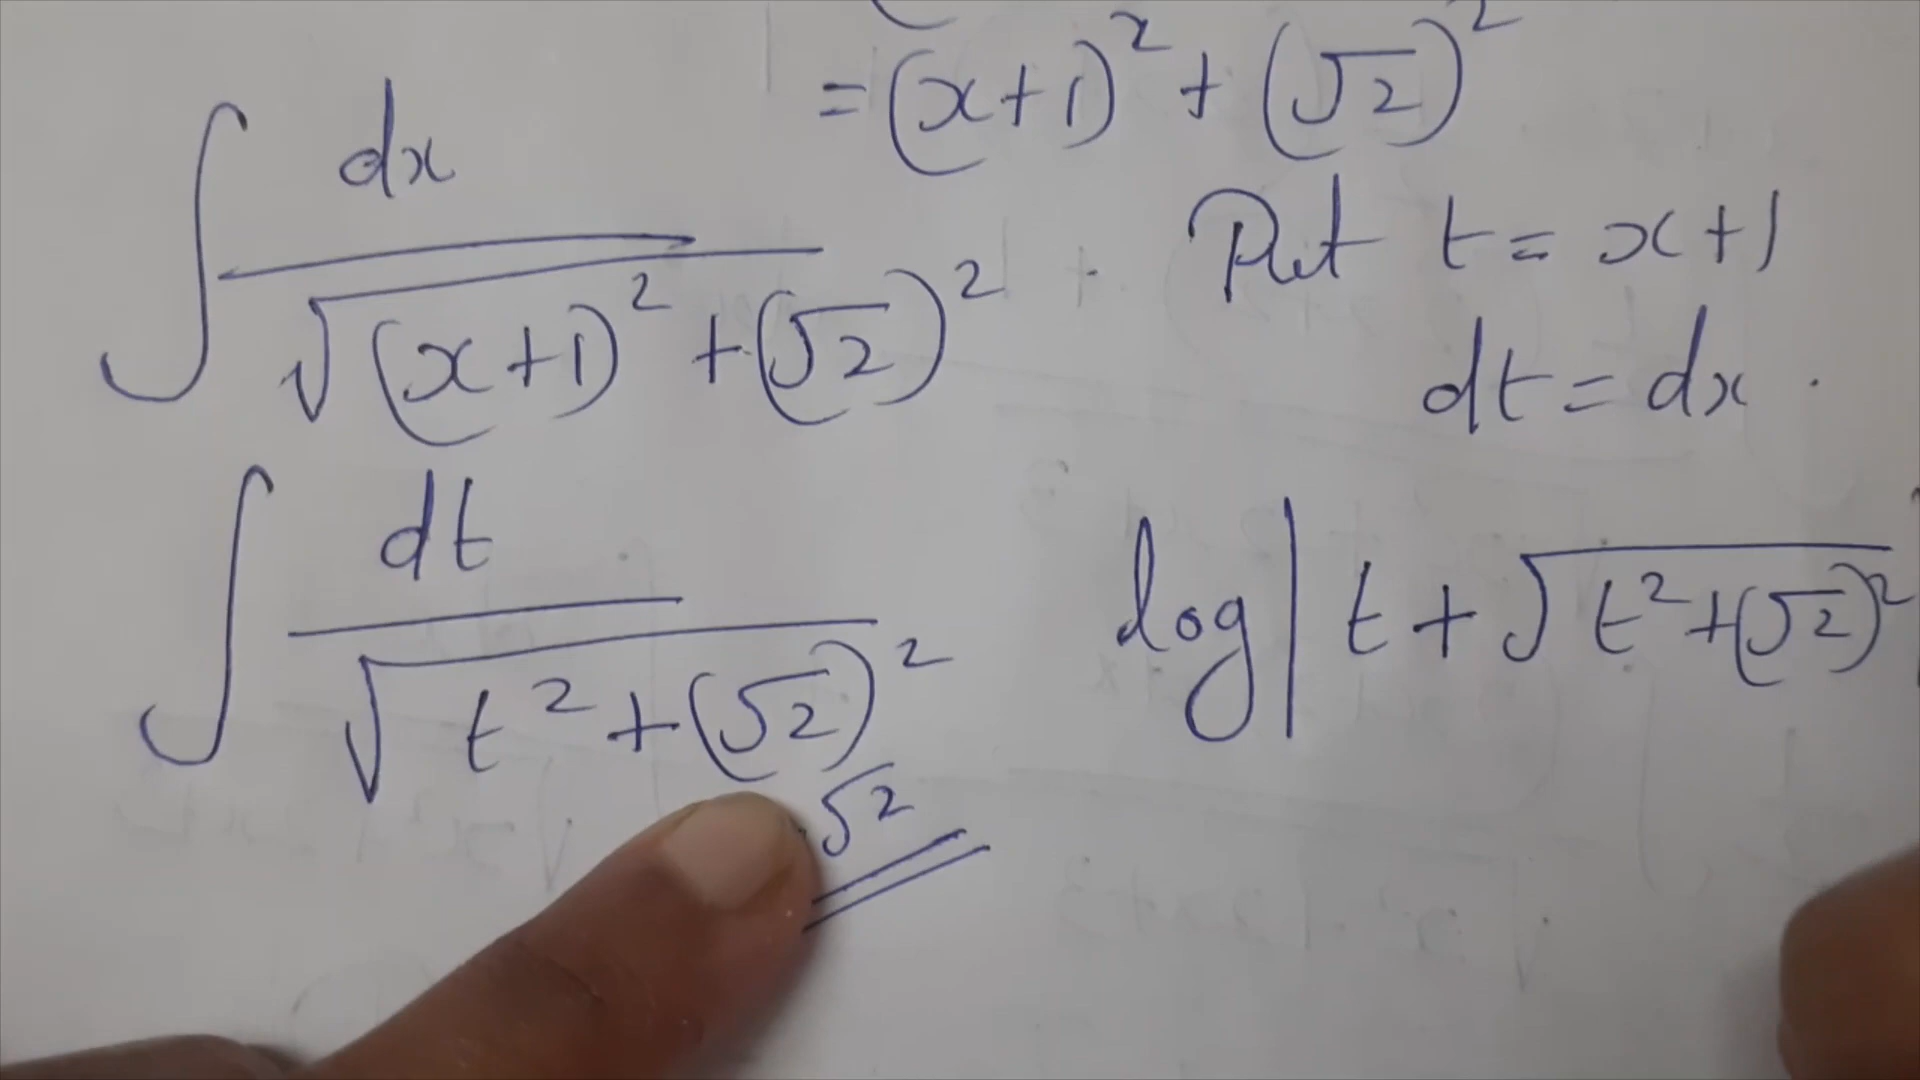 = (x+1)² + (√2)²
∫ dx / √(x+1)² + (√2)²
Put t = x+1
dt = dx .
∫ dt / √t² + (√2)²
log | t + √t² + (√2)² |
√2